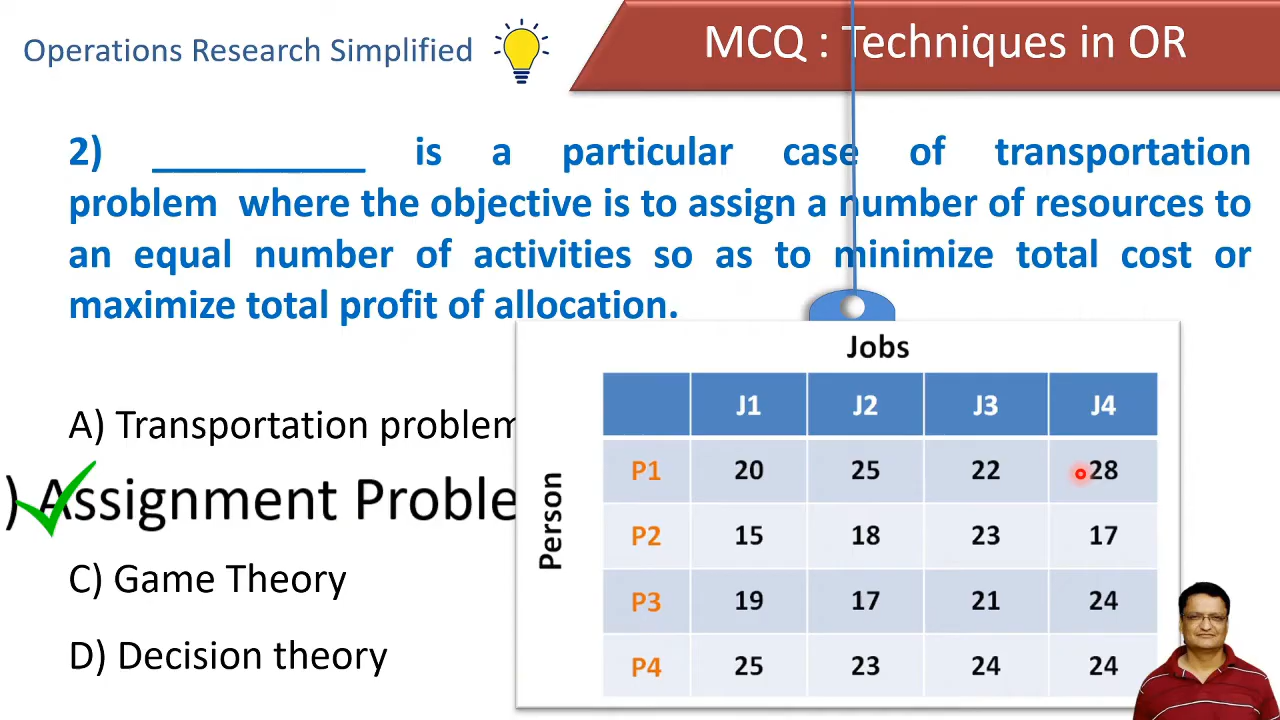 Operations Research Simplified
MCQ : Techniques in OR
2) __________ is a particular case of transportation
problem where the objective is to assign a number of resources to
an equal number of activities so as to minimize total cost or
maximize total profit of allocation.
A) Transportation problem
) Assignment Proble
C) Game Theory
D) Decision theory
Jobs
Person
J1 J2 J3 J4
P1 20 25 22 28
P2 15 18 23 17
P3 19 17 21 24
P4 25 23 24 24